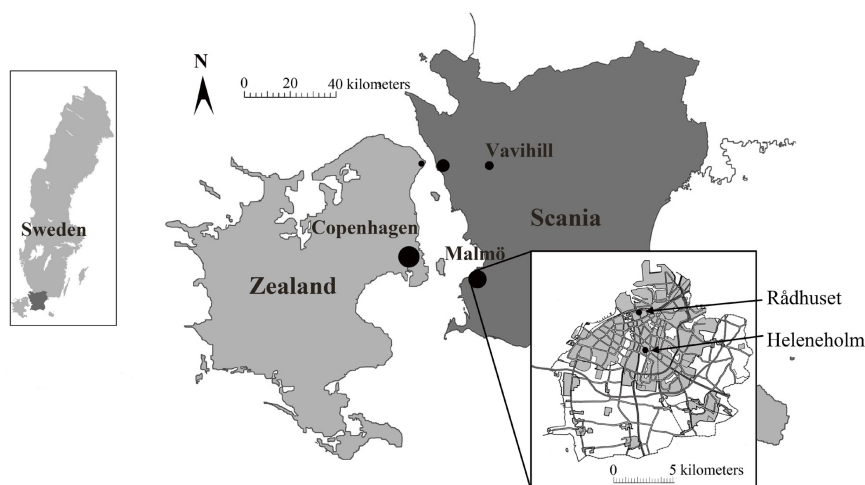 N
0 20 40 kilometers
Vavihill
Sweden
Copenhagen
Scania
Malmö
Zealand
Rådhuset
Heleneholm
0 5 kilometers